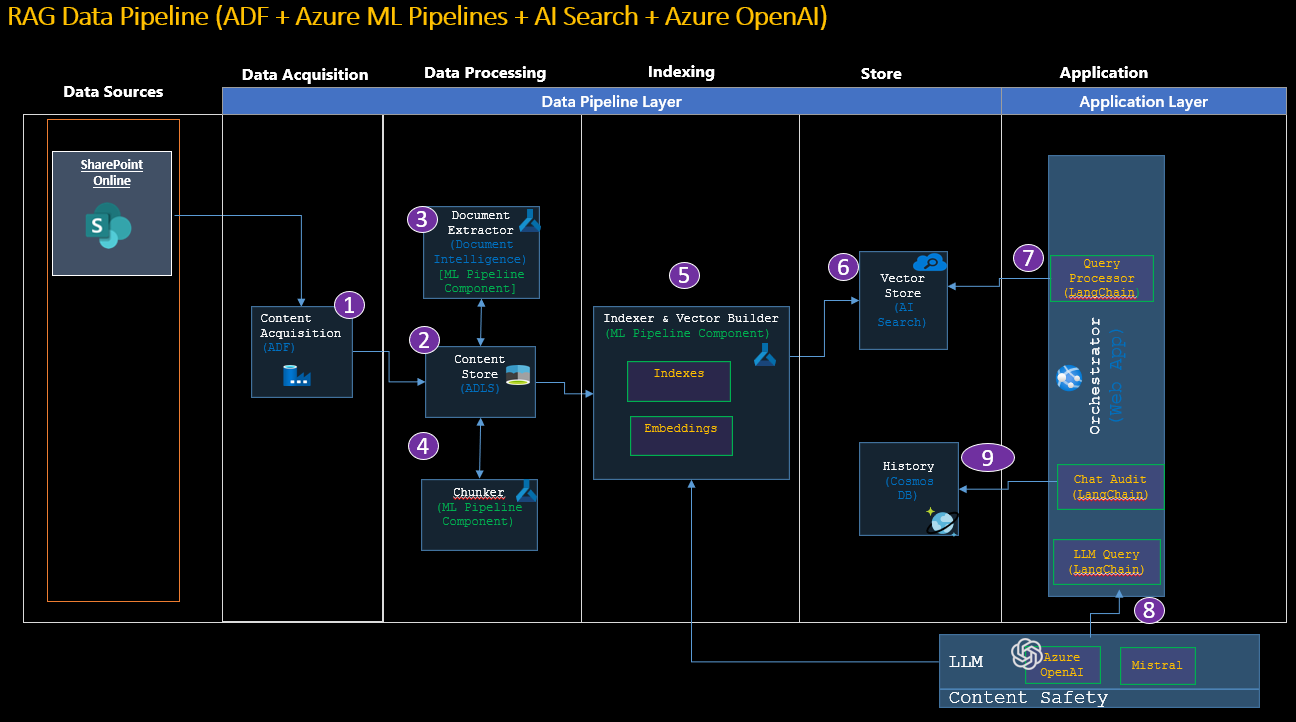 RAG Data Pipeline (ADF + Azure ML Pipelines + AI Search + Azure OpenAI)
Data Sources
Data Acquisition
Data Processing
Indexing
Store
Application
Data Pipeline Layer
Application Layer
SharePoint
Online
S
1
Content
Acquisition
(ADF)
3
Document
Extractor
(Document
Intelligence)
[ML Pipeline
Component]
2
Content
Store
(ADLS)
4
Chunker
(ML Pipeline
Component)
5
Indexer & Vector Builder
(ML Pipeline Component)
Indexes
Embeddings
6
Vector
Store
(AI
Search)
History
(Cosmos
DB)
9
7
Query
Processor
(LangChain)
Orchestrator
(Web App)
Chat Audit
(LangChain)
LLM Query
(LangChain)
8
LLM
Azure
OpenAI
Mistral
Content Safety